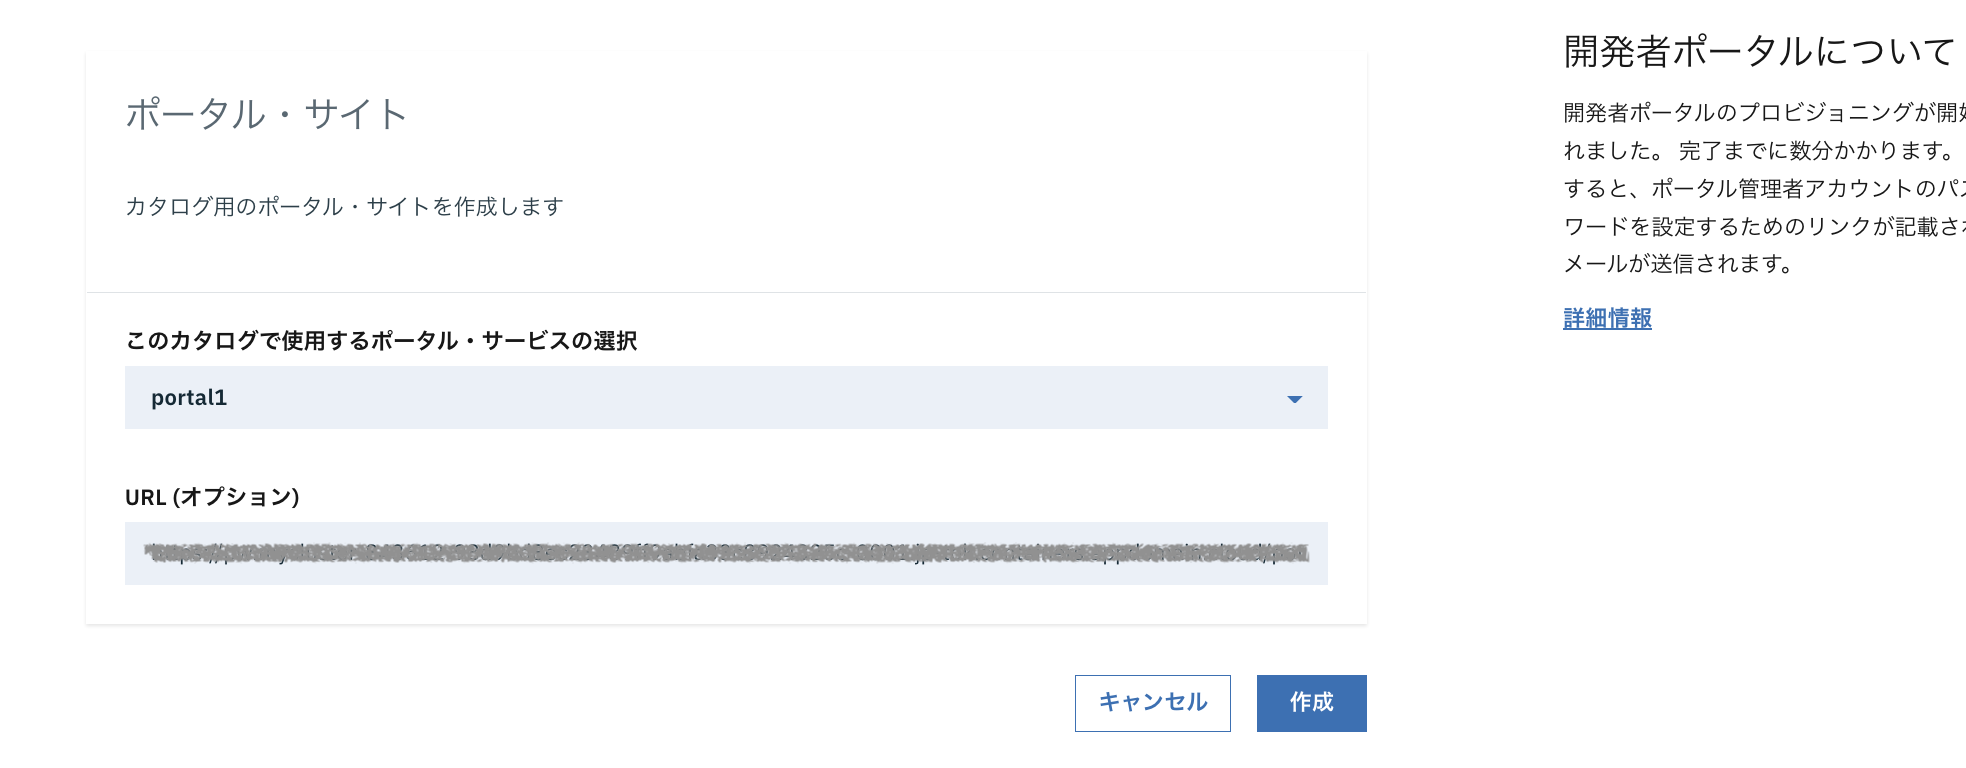 ポータル・サイト
カタログ用のポータル・サイトを作成します
このカタログで使用するポータル・サービスの選択
portal1
URL (オプション)
キャンセル
作成
開発者ポータルについて
開発者ポータルのプロビジョニングが開
れました。 完了までに数分かかります。
すると、ポータル管理者アカウントのパ
ワードを設定するためのリンクが記載さ
メールが送信されます。
詳細情報